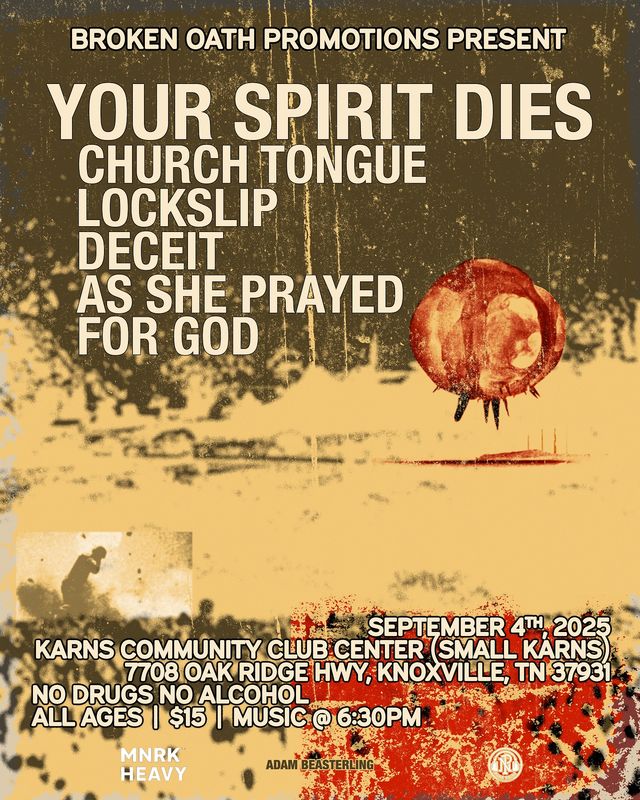 BROKEN OATH PROMOTIONS PRESENT
YOUR SPIRIT DIES
CHURCH TONGUE
LOCKSLIP
DECEIT
AS SHE PRAYED
FOR GOD
SEPTEMBER 4TH, 2025
KARNS COMMUNITY CLUB CENTER (SMALL KARNS)
7708 OAK RIDGE HWY, KNOXVILLE, TN 37931
NO DRUGS NO ALCOHOL
ALL AGES | $15 | MUSIC @ 6:30PM
MNRK
HEAVY
ADAM BEASTERLING